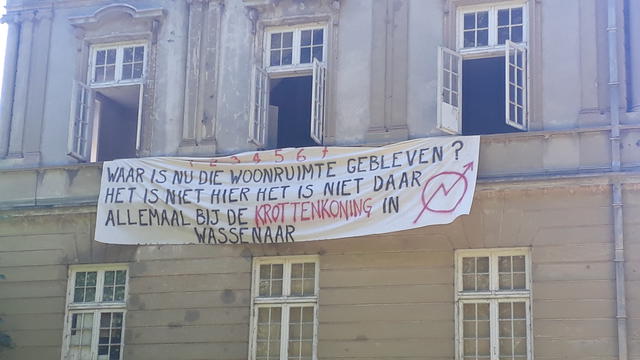 1 2 3 4 5 6 7
WAAR IS NU DIE WOONRUIMTE GEBLEVEN ?
HET IS NIET HIER HET IS NIET DAAR
ALLEMAAL BIJ DE KROTTENKONING IN
WASSENAAR